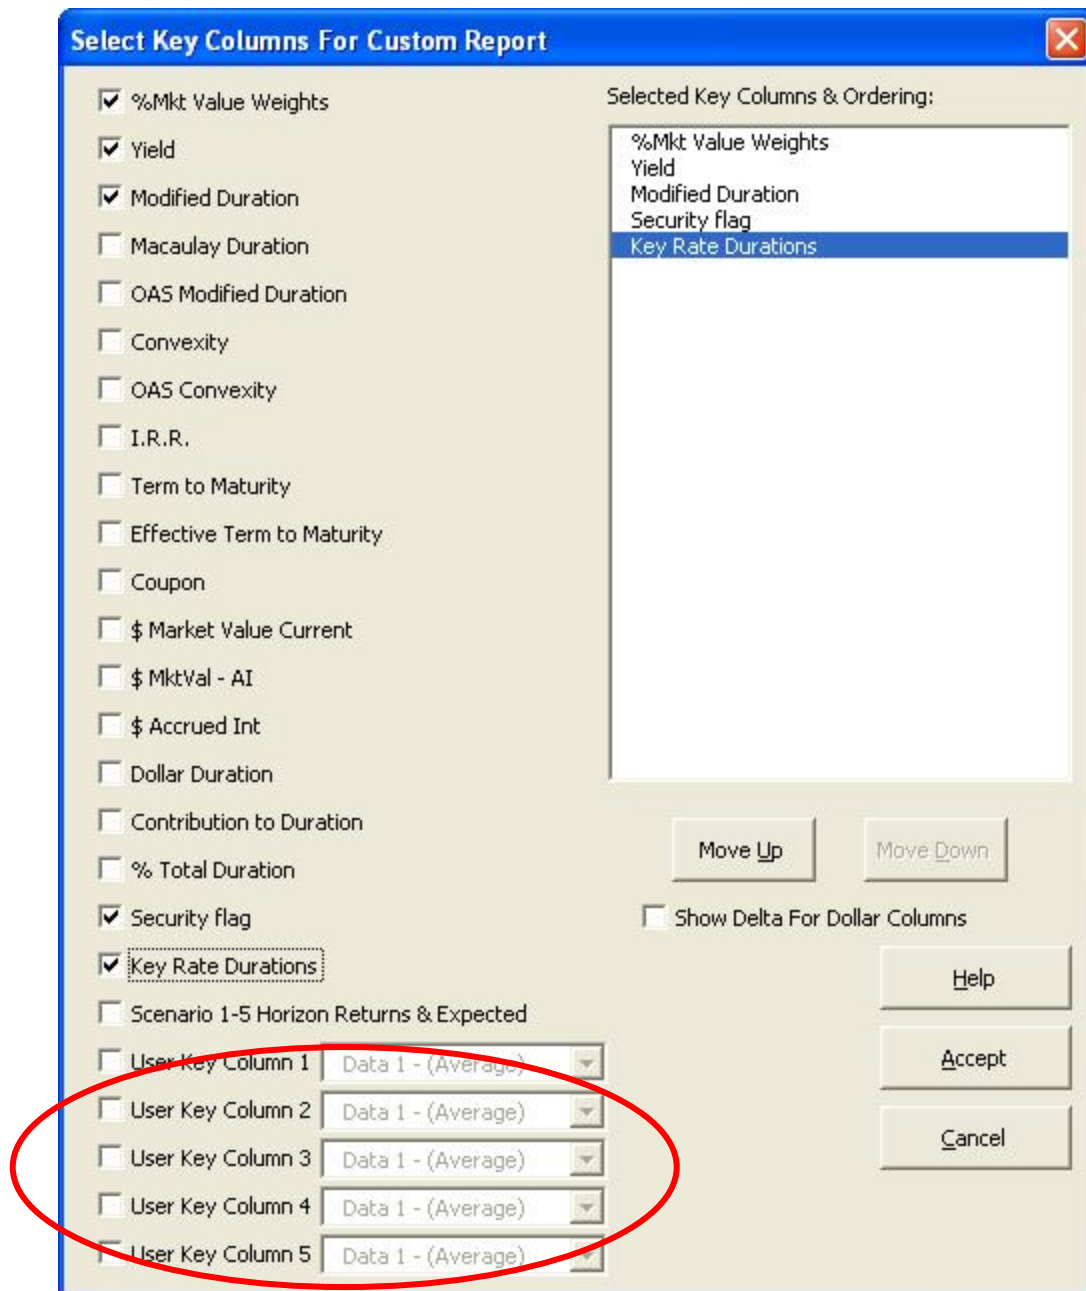 Select Key Columns For Custom Report
%Mkt Value Weights
Yield
Modified Duration
Macaulay Duration
OAS Modified Duration
Convexity
OAS Convexity
I.R.R.
Term to Maturity
Effective Term to Maturity
Coupon
$ Market Value Current
$ MktVal - AI
$ Accrued Int
Dollar Duration
Contribution to Duration
% Total Duration
Security flag
Key Rate Durations
Scenario 1-5 Horizon Returns & Expected
User Key Column 1 Data 1 - (Average)
User Key Column 2 Data 1 - (Average)
User Key Column 3 Data 1 - (Average)
User Key Column 4 Data 1 - (Average)
User Key Column 5 Data 1 - (Average)
Selected Key Columns & Ordering:
%Mkt Value Weights
Yield
Modified Duration
Security flag
Key Rate Durations
Move Up Move Down
Show Delta For Dollar Columns
Help
Accept
Cancel